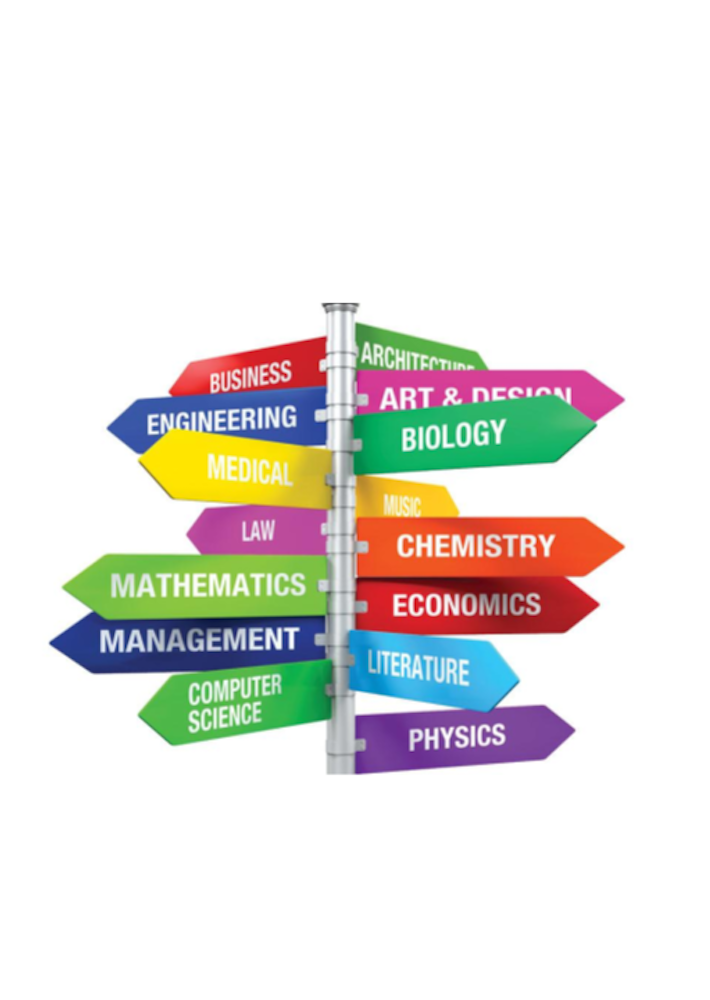 BUSINESS
ARCHITECTURE
ENGINEERING
ART & DESIGN
MEDICAL
BIOLOGY
LAW
MUSIC
MATHEMATICS
CHEMISTRY
MANAGEMENT
ECONOMICS
COMPUTER
SCIENCE
LITERATURE
PHYSICS